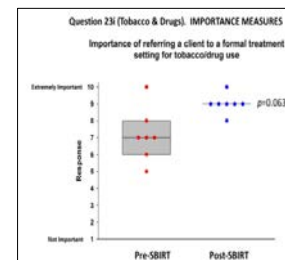 Question 23i (Tobacco & Drugs). IMPORTANCE MEASURES
Importance of referring a client to a formal treatment
setting for tobacco/drug use
Extremely Important 10
9
p=0.063
8
7
6
5
4
3
2
Not Important 1
Response
Pre-SBIRT Post-SBIRT